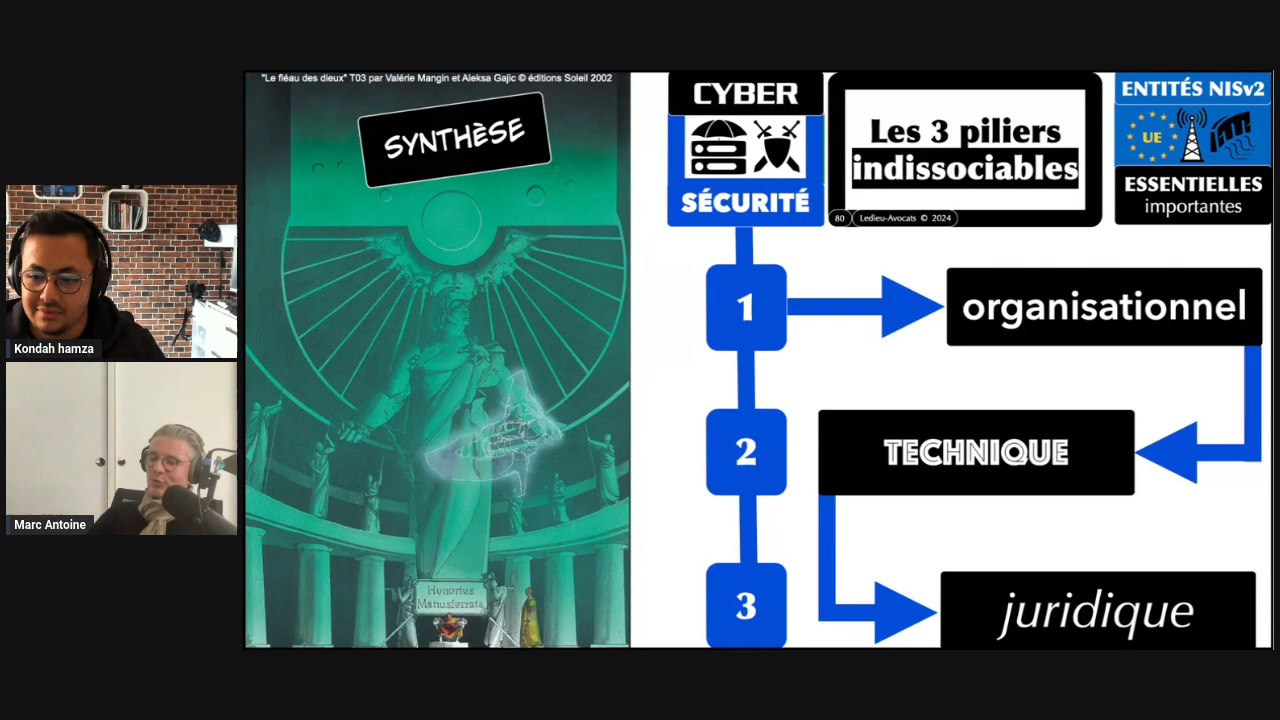 "Le fléau des dieux" T03 par Valérie Mangin et Aleksa Gajic © éditions Soleil 2002
SYNTHÈSE
Honorius
Manusferrata
CYBER
SÉCURITÉ
Les 3 piliers
indissociables
80 Ledieu-Avocats © 2024
ENTITÉS NISv2
UE
ESSENTIELLES
importantes
1
organisationnel
2
TECHNIQUE
3
juridique
Kondah hamza
Marc Antoine